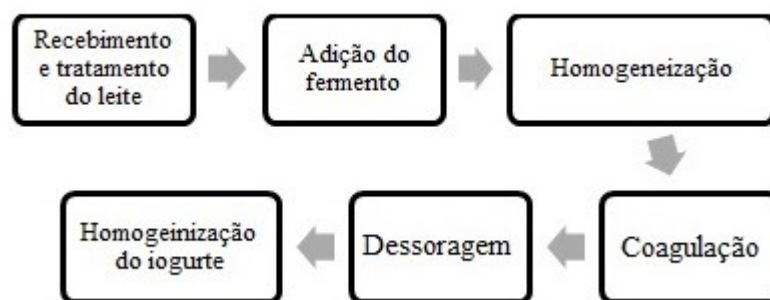 Recebimento
e tratamento
do leite
Adição do
fermento
Homogeneização
Coagulação
Dessoragem
Homogeinização
do iogurte